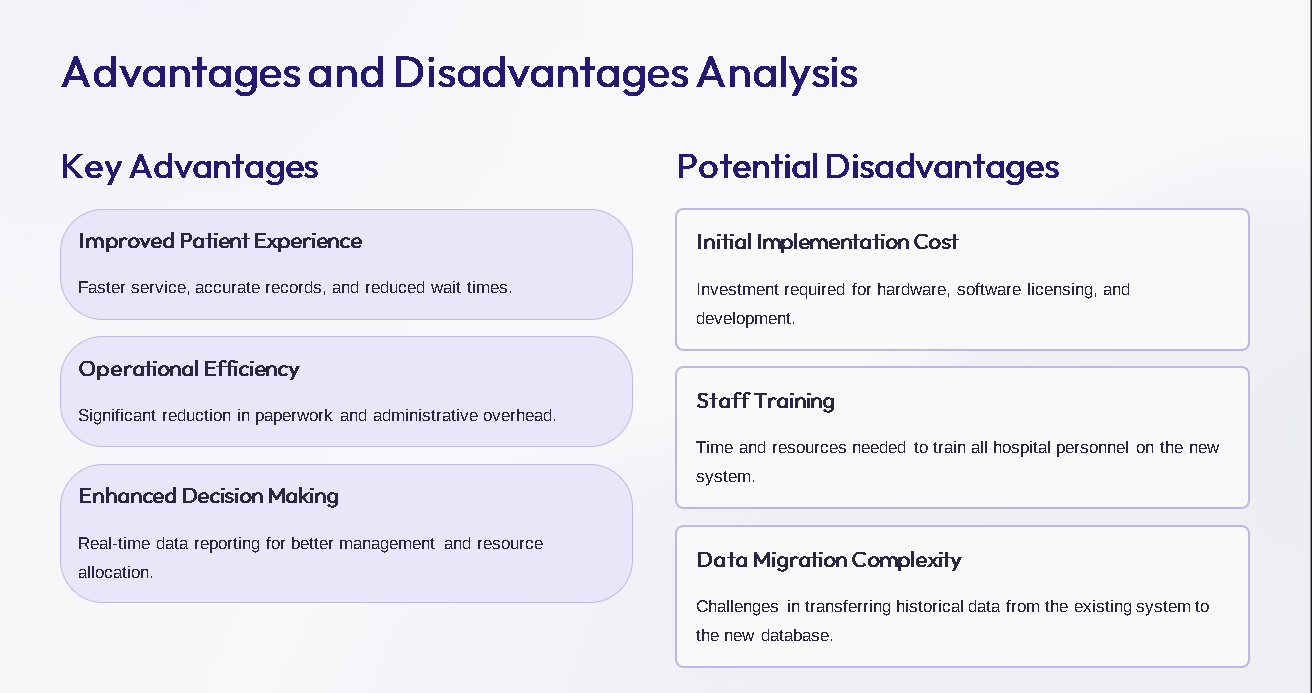 Advantages and Disadvantages Analysis
Key Advantages
Improved Patient Experience
Faster service, accurate records, and reduced wait times.
Operational Efficiency
Significant reduction in paperwork and administrative overhead.
Enhanced Decision Making
Real-time data reporting for better management and resource
allocation.
Potential Disadvantages
Initial Implementation Cost
Investment required for hardware, software licensing, and
development.
Staff Training
Time and resources needed to train all hospital personnel on the new
system.
Data Migration Complexity
Challenges in transferring historical data from the existing system to
the new database.